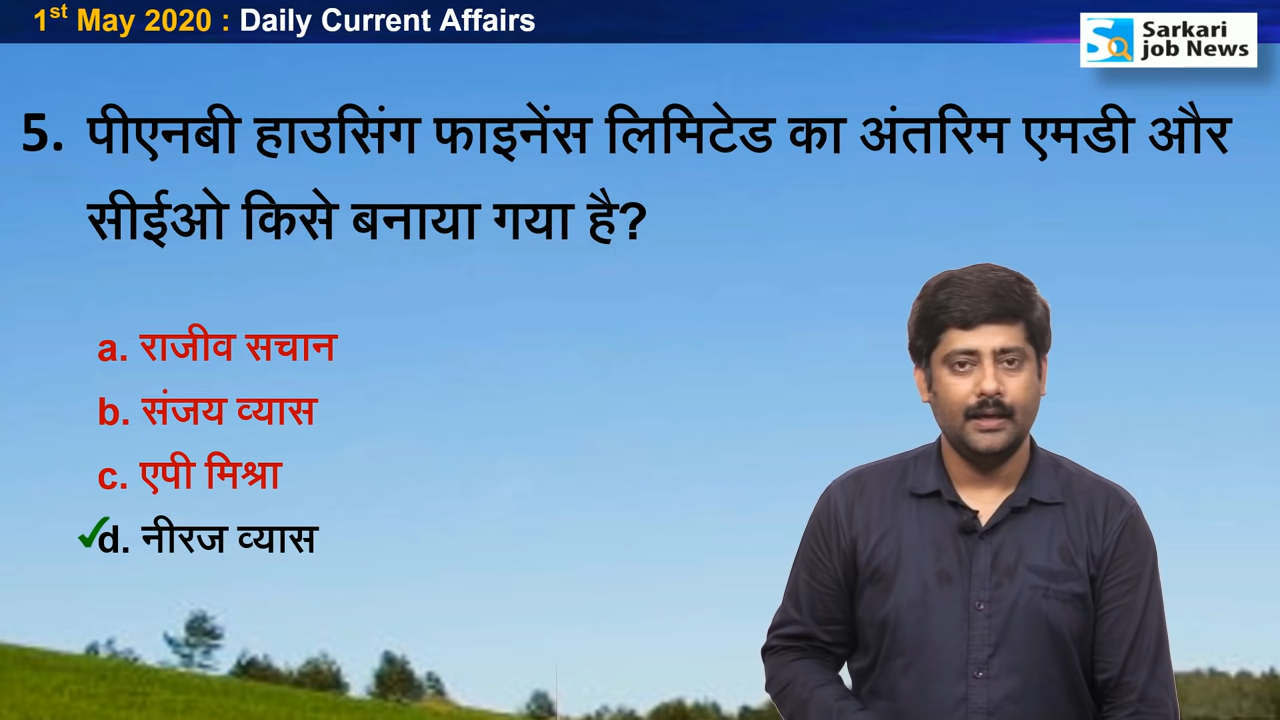 1st May 2020 : Daily Current Affairs
Sarkari
job News
5. पीएनबी हाउसिंग फाइनेंस लिमिटेड का अंतरिम एमडी और
सीईओ किसे बनाया गया है?
a. राजीव सचान
b. संजय व्यास
c. एपी मिश्रा
d. नीरज व्यास